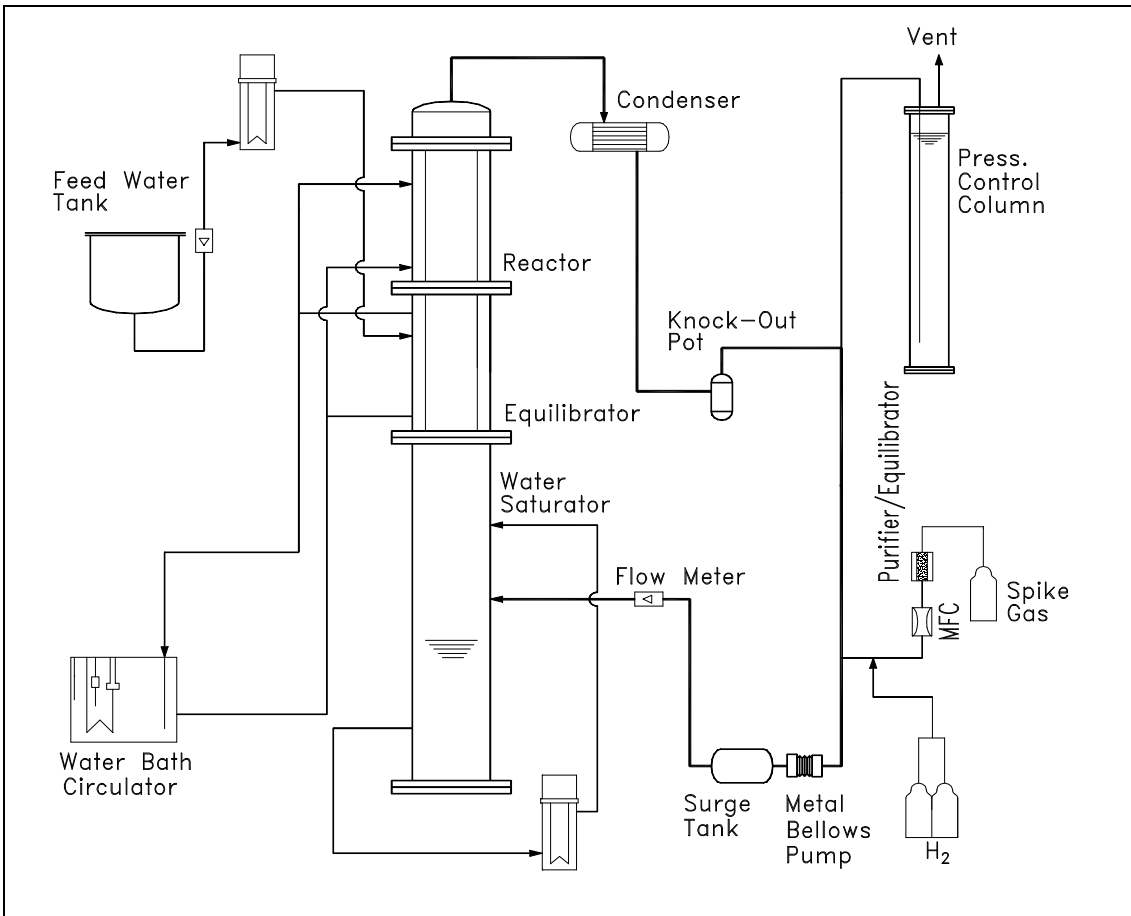 Vent
Condenser
Press.
Control
Column
Feed Water
Tank
Reactor
Knock-Out
Pot
Equilibrator
Purifier/Equilibrator
Water
Saturator
Flow Meter
Spike
Gas
MFC
Water Bath
Circulator
Surge
Tank
Metal
Bellows
Pump
H2